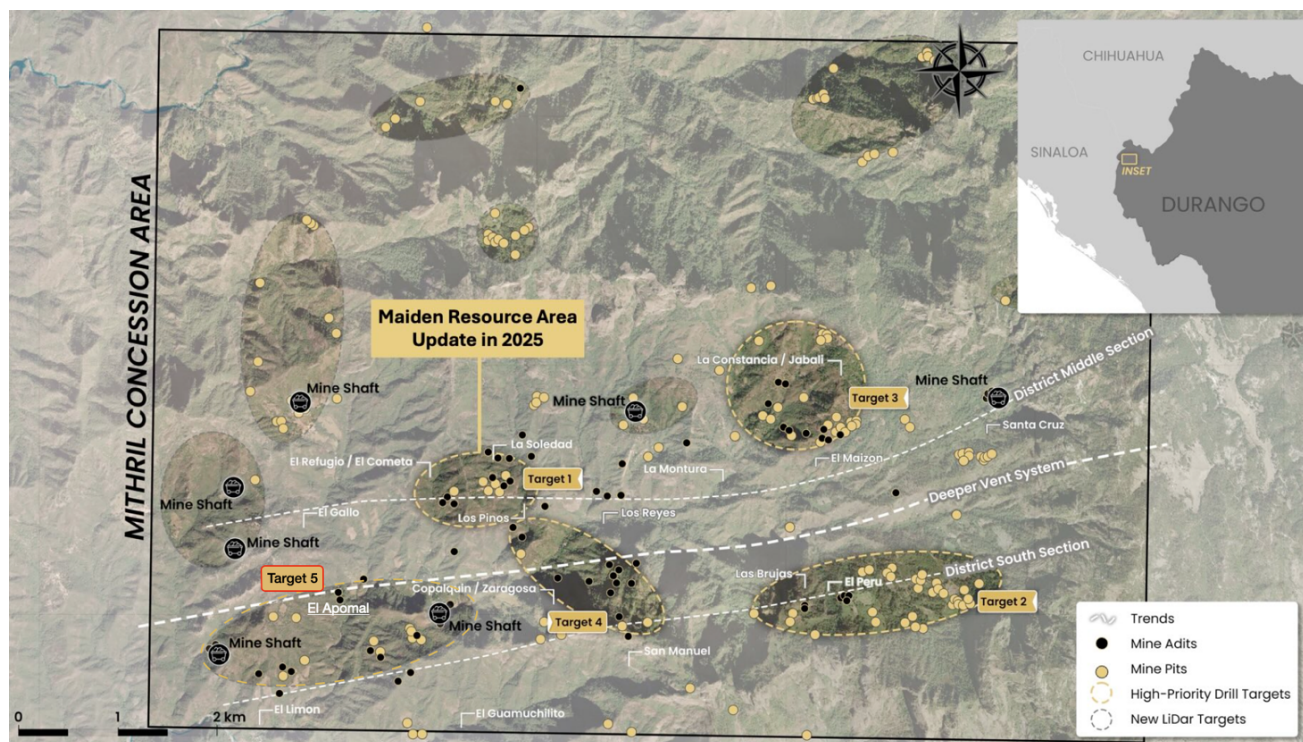 MITHRIL CONCESSION AREA
CHIHUAHUA
SINALOA
INSET
DURANGO
Maiden Resource Area
Update in 2025
Mine Shaft
Mine Shaft
La Constancia / Jabali
Target 3
Mine Shaft
District Middle Section
Santa Cruz
La Soledad
El Refugio / El Cometa
Target 1
La Montura
El Maizon
Deeper Vent System
Mine Shaft
El Gallo
Los Pinos
Los Reyes
Mine Shaft
District South Section
Target 5
El Apomal
Copalquin / Zaragosa
Las Brujas
El Peru
Target 2
Mine Shaft
Target 4
Mine Shaft
San Manuel
El Limon
El Guamuchilito
0
1
2 km
Trends
Mine Adits
Mine Pits
High-Priority Drill Targets
New LiDar Targets